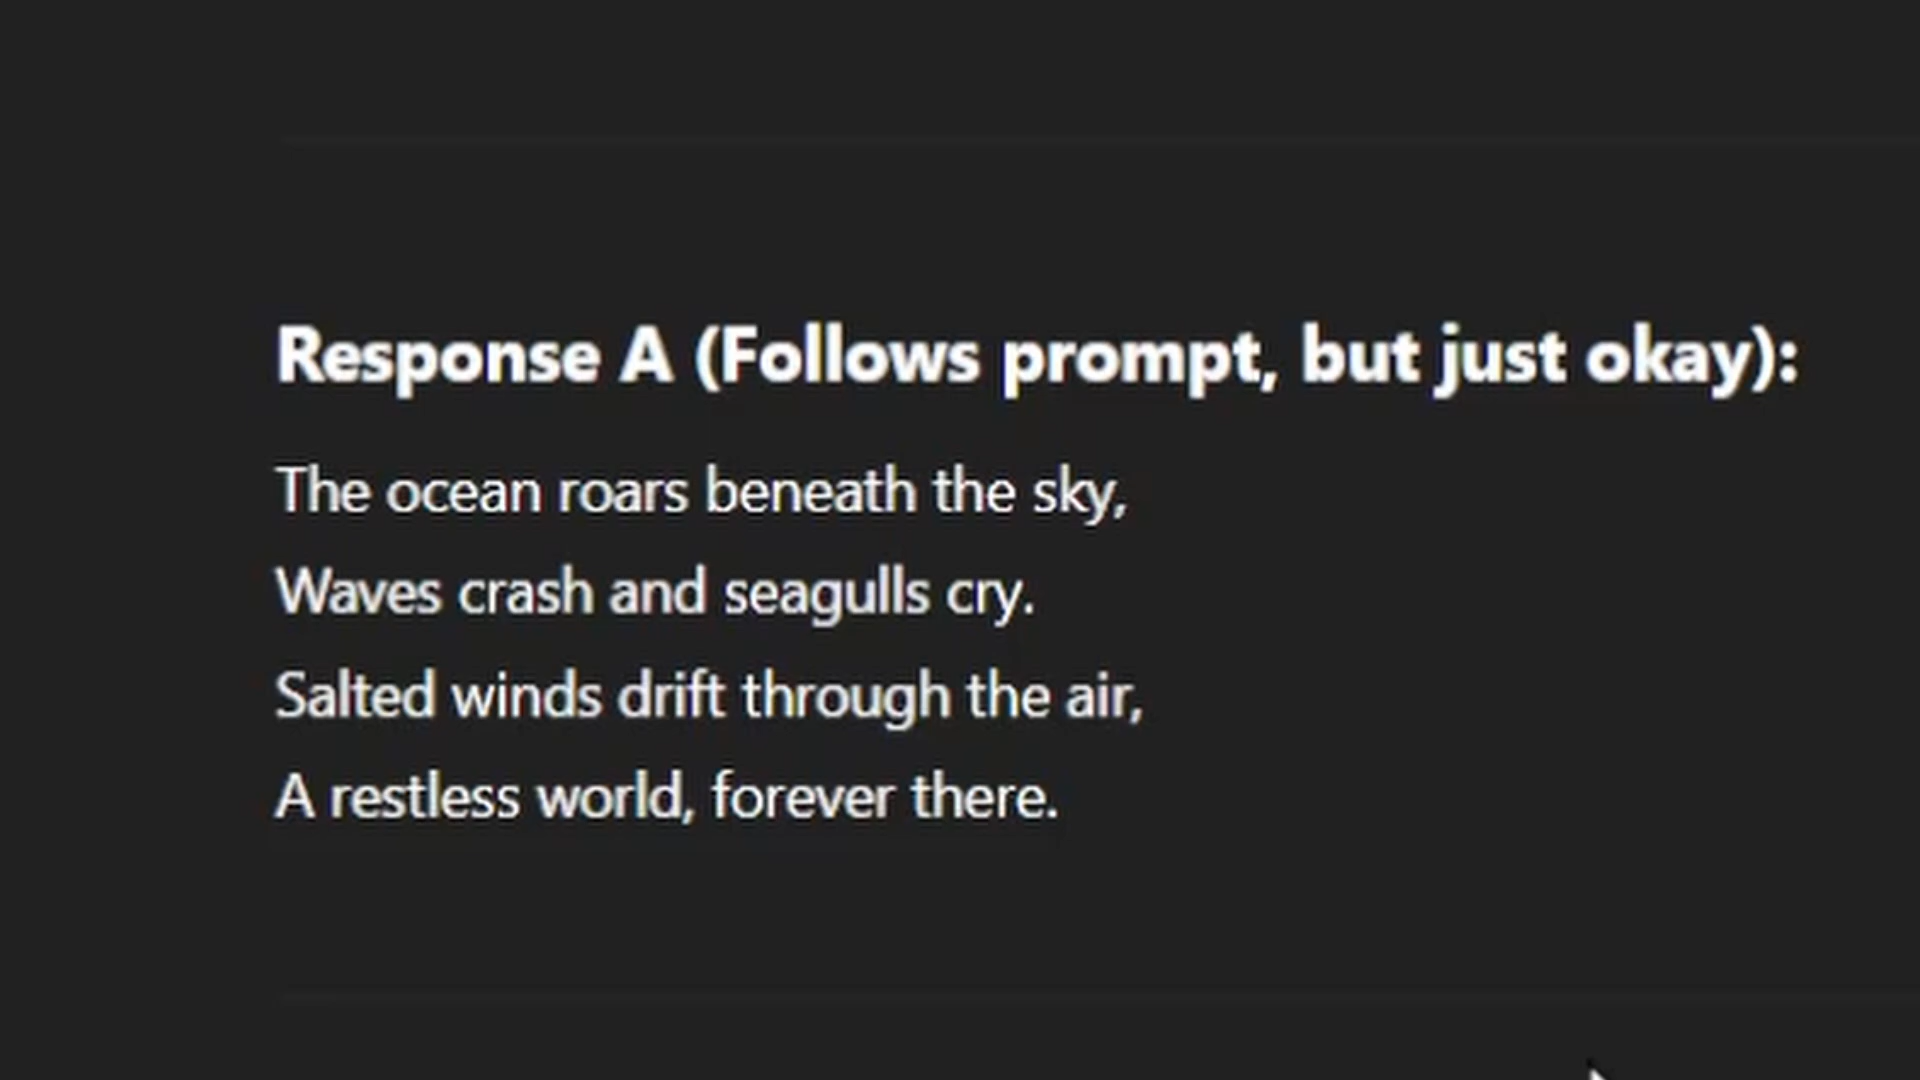 Response A (Follows prompt, but just okay):
The ocean roars beneath the sky,
Waves crash and seagulls cry.
Salted winds drift through the air,
A restless world, forever there.